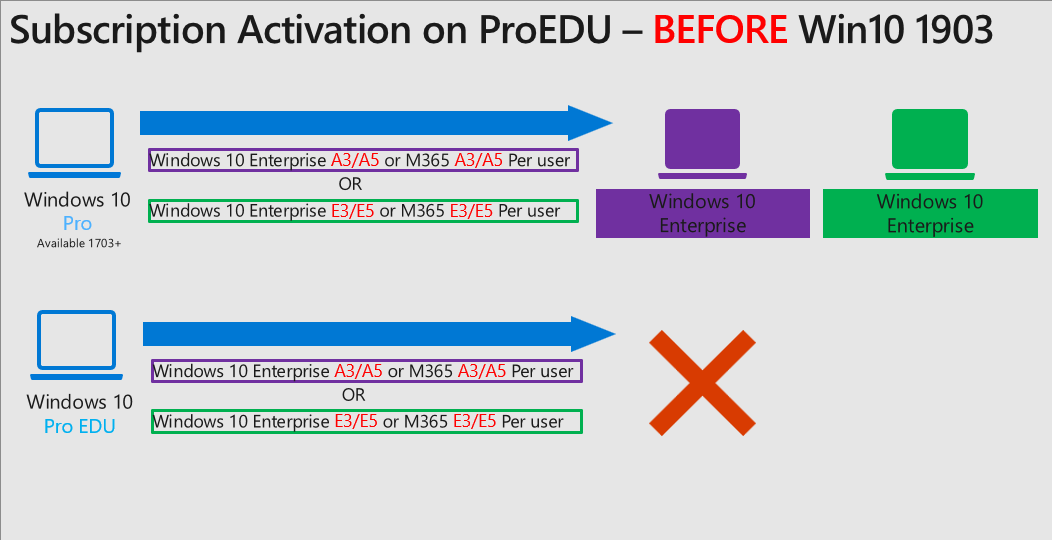 Subscription Activation on ProEDU – BEFORE Win10 1903
Windows 10 Enterprise A3/A5 or M365 A3/A5 Per user
OR
Windows 10 Enterprise E3/E5 or M365 E3/E5 Per user
Windows 10
Pro
Available 1703+
Windows 10
Enterprise
Windows 10
Enterprise
Windows 10 Enterprise A3/A5 or M365 A3/A5 Per user
OR
Windows 10 Enterprise E3/E5 or M365 E3/E5 Per user
Windows 10
Pro EDU